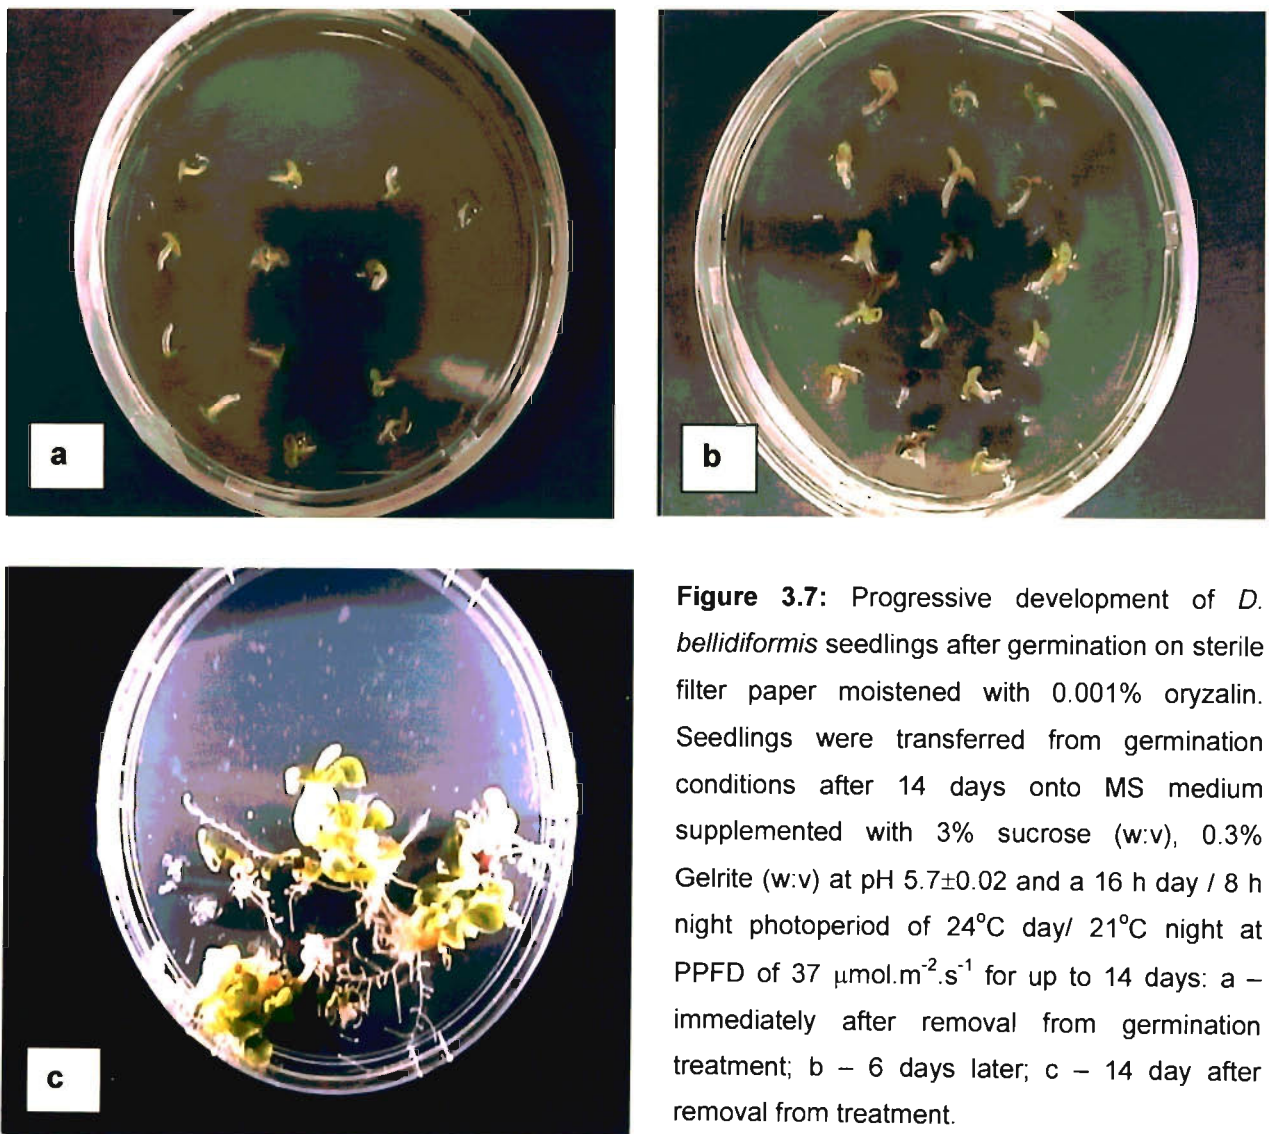 a
b
c
Figure 3.7: Progressive development of D.
bellidiformis seedlings after germination on sterile
filter paper moistened with 0.001% oryzalin.
Seedlings were transferred from germination
conditions after 14 days onto MS medium
supplemented with 3% sucrose (w:v), 0.3%
Gelrite (w:v) at pH 5.7±0.02 and a 16 h day / 8 h
night photoperiod of 24°C day/ 21°C night at
PPFD of 37 μmol.m⁻².s⁻¹ for up to 14 days: a –
immediately after removal from germination
treatment; b – 6 days later; c – 14 day after
removal from treatment.